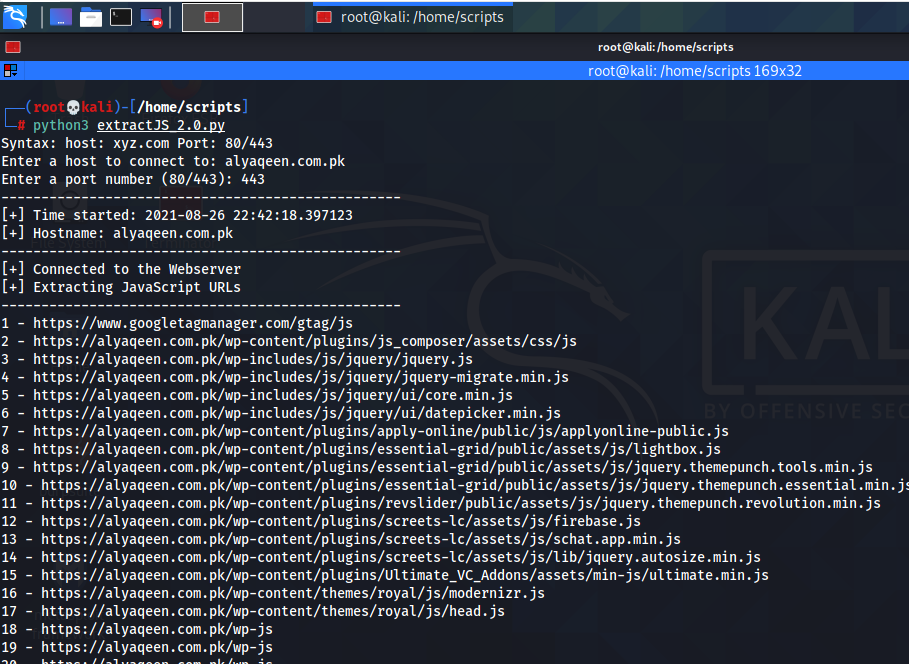 root@kali: /home/scripts
root@kali: /home/scripts
root@kali: /home/scripts 169x32
┌──(root💀kali)-[/home/scripts]
└─# python3 extractJS_2.0.py
Syntax: host: xyz.com Port: 80/443
Enter a host to connect to: alyaqeen.com.pk
Enter a port number (80/443): 443
--------------------------------------------------
[+] Time started: 2021-08-26 22:42:18.397123
[+] Hostname: alyaqeen.com.pk
--------------------------------------------------
[+] Connected to the Webserver
[+] Extracting JavaScript URLs
--------------------------------------------------
1 - https://www.googletagmanager.com/gtag/js
2 - https://alyaqeen.com.pk/wp-content/plugins/js_composer/assets/css/js
3 - https://alyaqeen.com.pk/wp-includes/js/jquery/jquery.js
4 - https://alyaqeen.com.pk/wp-includes/js/jquery/jquery-migrate.min.js
5 - https://alyaqeen.com.pk/wp-includes/js/jquery/ui/core.min.js
6 - https://alyaqeen.com.pk/wp-includes/js/jquery/ui/datepicker.min.js
7 - https://alyaqeen.com.pk/wp-content/plugins/apply-online/public/js/applyonline-public.js
8 - https://alyaqeen.com.pk/wp-content/plugins/essential-grid/public/assets/js/lightbox.js
9 - https://alyaqeen.com.pk/wp-content/plugins/essential-grid/public/assets/js/jquery.themepunch.tools.min.js
10 - https://alyaqeen.com.pk/wp-content/plugins/essential-grid/public/assets/js/jquery.themepunch.essential.min.js
11 - https://alyaqeen.com.pk/wp-content/plugins/revslider/public/assets/js/jquery.themepunch.revolution.min.js
12 - https://alyaqeen.com.pk/wp-content/plugins/screets-lc/assets/js/firebase.js
13 - https://alyaqeen.com.pk/wp-content/plugins/screets-lc/assets/js/schat.app.min.js
14 - https://alyaqeen.com.pk/wp-content/plugins/screets-lc/assets/js/lib/jquery.autosize.min.js
15 - https://alyaqeen.com.pk/wp-content/plugins/Ultimate_VC_Addons/assets/min-js/ultimate.min.js
16 - https://alyaqeen.com.pk/wp-content/themes/royal/js/modernizr.js
17 - https://alyaqeen.com.pk/wp-content/themes/royal/js/head.js
18 - https://alyaqeen.com.pk/wp-js
19 - https://alyaqeen.com.pk/wp-js
20 - https://alyaqeen.com.pk/wp-js
KAL
BY OFFENSIVE SEC